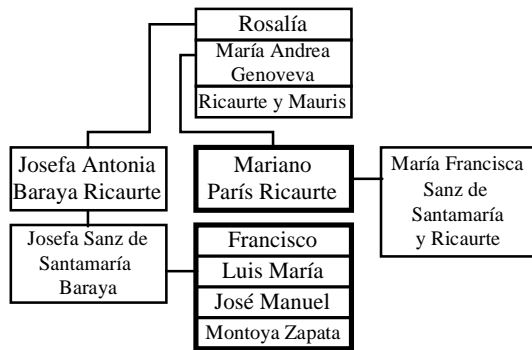 Rosalía
María Andrea
Genoveva
Ricaurte y Mauris
Josefa Antonia
Baraya Ricaurte
Mariano
París Ricaurte
María Francisca
Sanz de
Santamaría
y Ricaurte
Josefa Sanz de
Santamaría
Baraya
Francisco
Luis María
José Manuel
Montoya Zapata